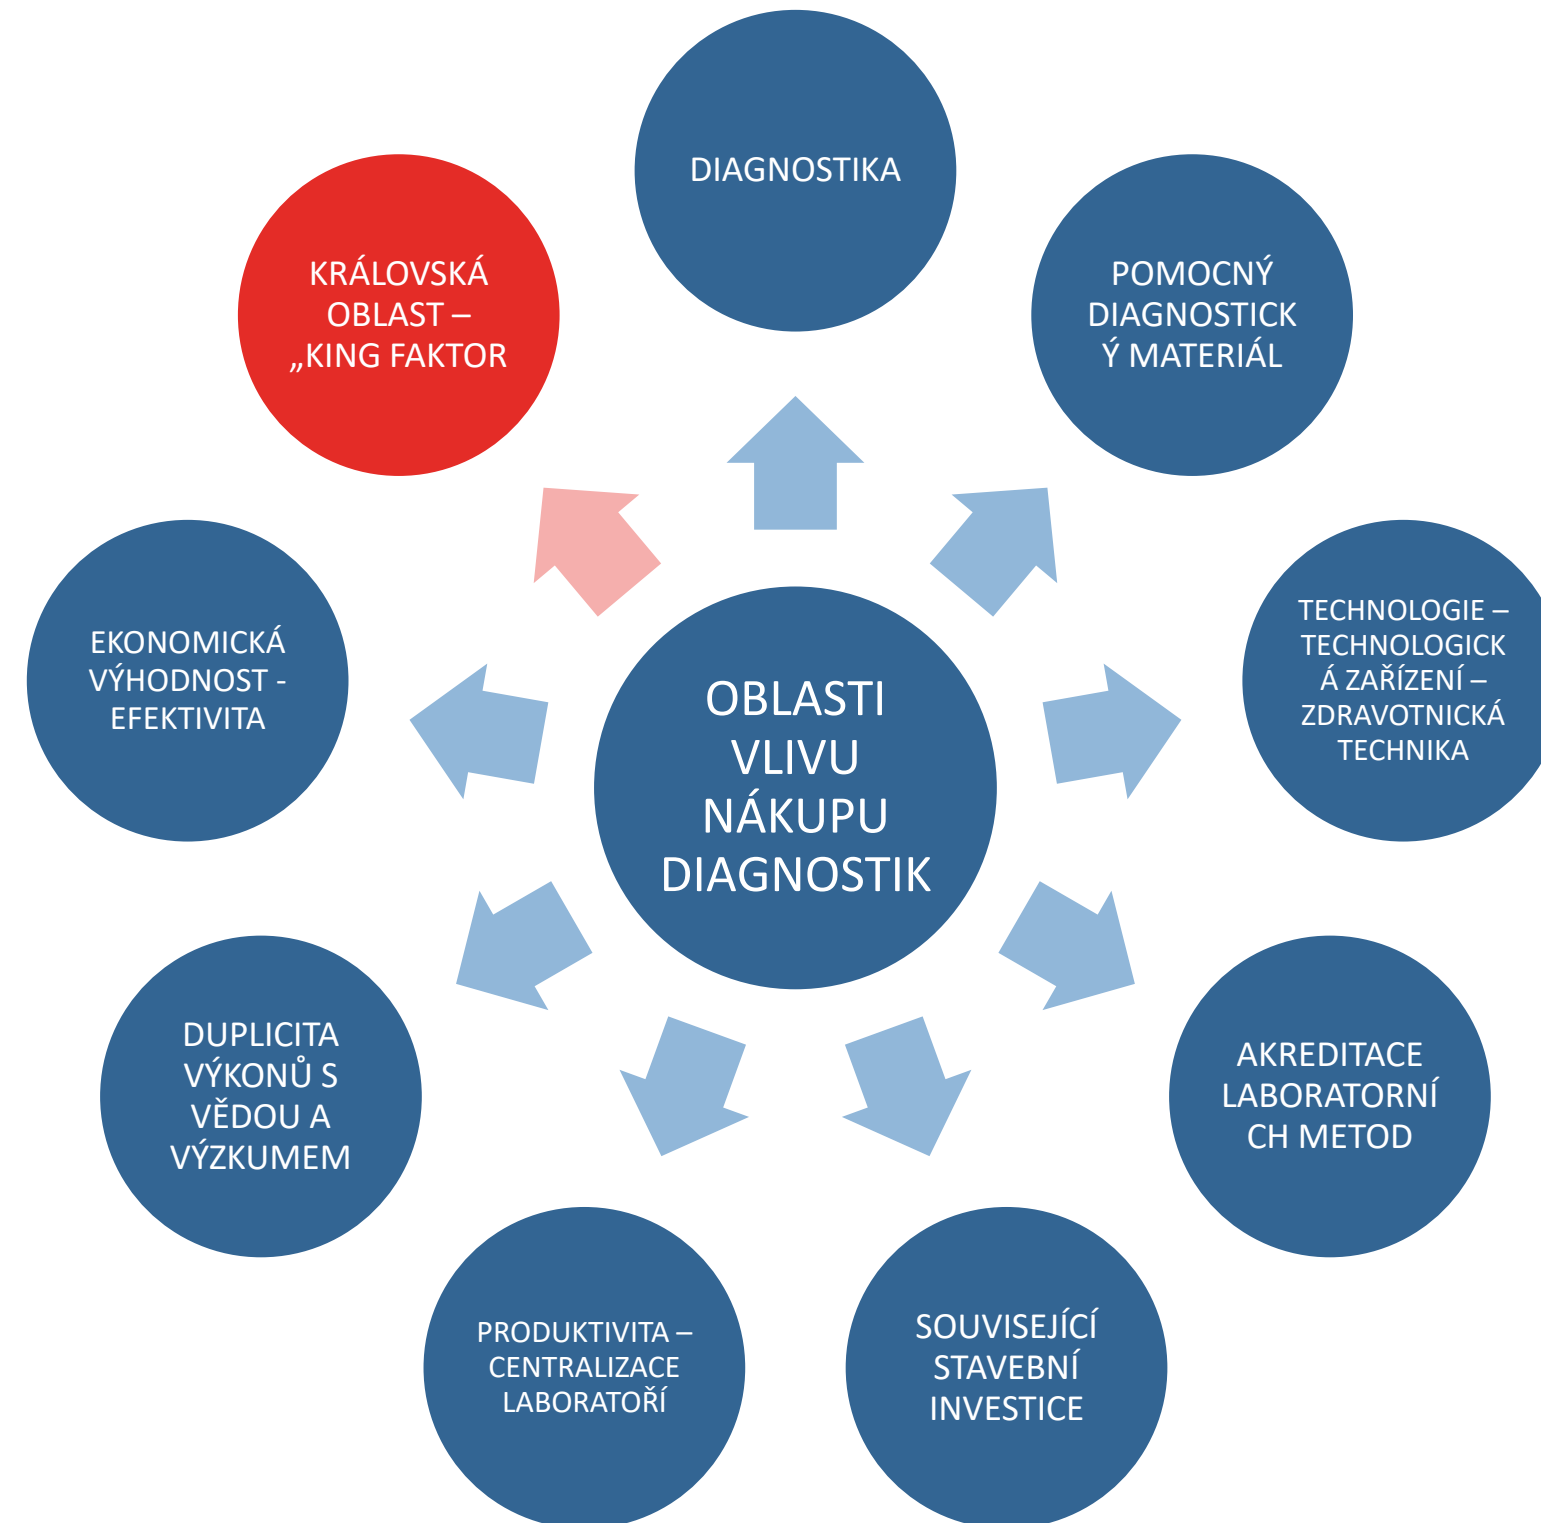 DIAGNOSTIKA
POMOCNÝ
DIAGNOSTICK
Ý MATERIÁL
TECHNOLOGIE –
TECHNOLOGICK
Á ZAŘÍZENÍ –
ZDRAVOTNICKÁ
TECHNIKA
AKREDITACE
LABORATORNÍ
CH METOD
SOUVISEJÍCÍ
STAVEBNÍ
INVESTICE
PRODUKTIVITA –
CENTRALIZACE
LABORATOŘÍ
DUPLICITA
VÝKONŮ S
VĚDOU A
VÝZKUMEM
EKONOMICKÁ
VÝHODNOST -
EFEKTIVITA
KRÁLOVSKÁ
OBLAST –
„KING FAKTOR
OBLASTI
VLIVU
NÁKUPU
DIAGNOSTIK